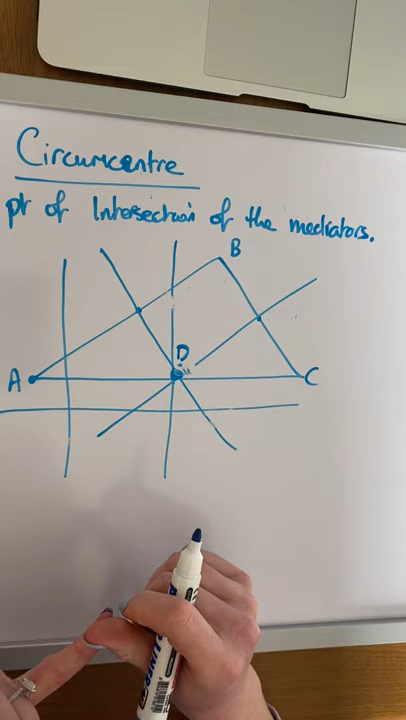 Circumcentre
pt of Intersection of the mediators.
B
D
A
C